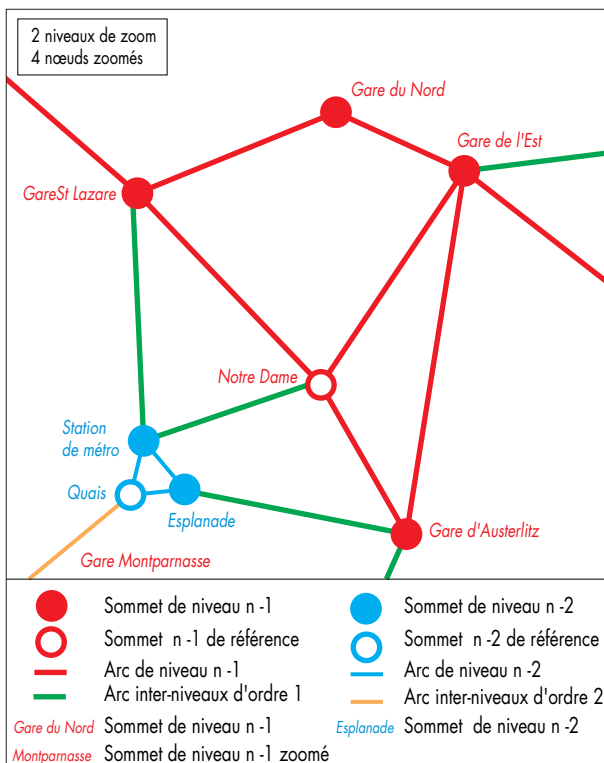 2 niveaux de zoom
4 nœuds zoomés
Gare du Nord
Gare de l'Est
GareSt Lazare
Notre Dame
Station
de métro
Quais
Esplanade
Gare d'Austerlitz
Gare Montparnasse
Sommet de niveau n -1
Sommet n -1 de référence
Arc de niveau n -1
Arc inter-niveaux d'ordre 1
Gare du Nord Sommet de niveau n -1
Montparnasse Sommet de niveau n -1 zoomé
Sommet de niveau n -2
Sommet n -2 de référence
Arc de niveau n -2
Arc inter-niveaux d'ordre 2
Esplanade Sommet de niveau n -2